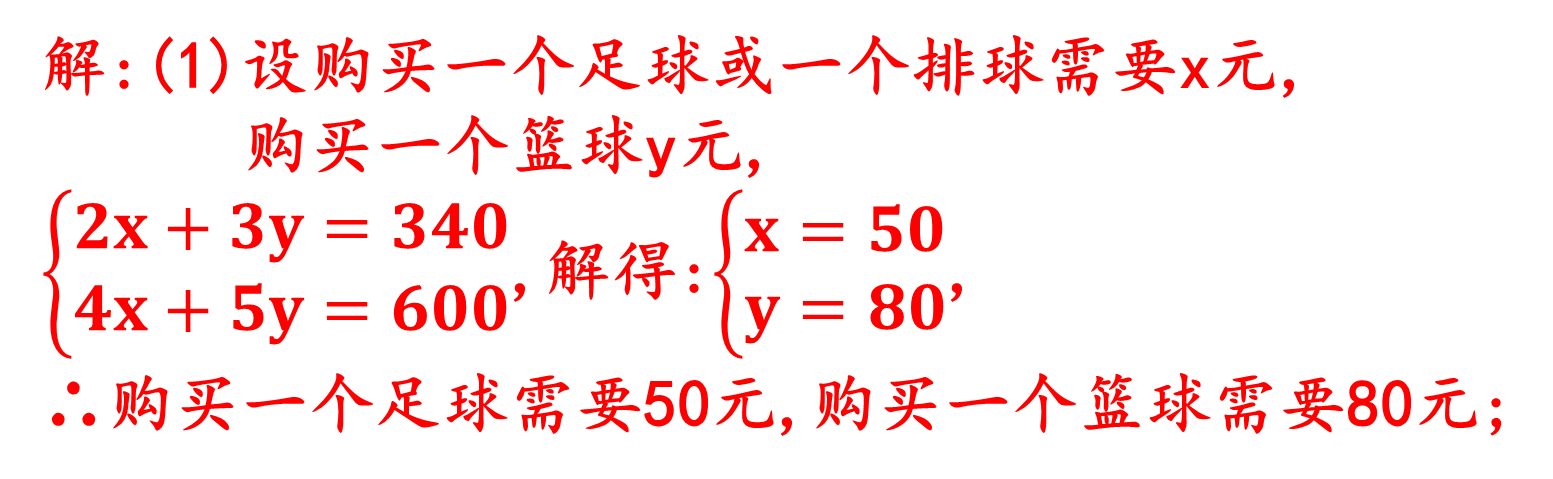 解:(1)设购买一个足球或一个排球需要x元,
购买一个篮球y元,
{2x + 3y = 340
4x + 5y = 600, 解得:{x = 50
y = 80,
∴购买一个足球需要50元,购买一个篮球需要80元;